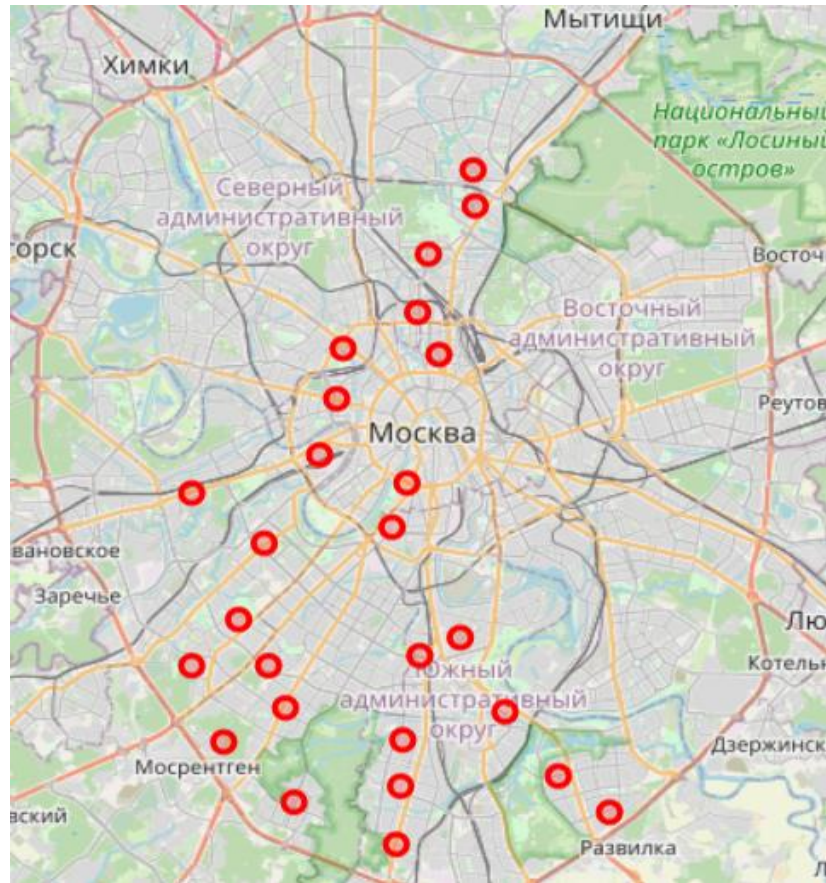 Мытищи
Химки
Национальный
парк «Лосиный
остров»
Северный
административный
округ
горск
Восточ
Восточный
административный
округ
Реутов
Москва
вановское
Заречье
Лю
Котельн
Южный
административный
округ
Дзержинск
Мосрентген
вский
Развилка